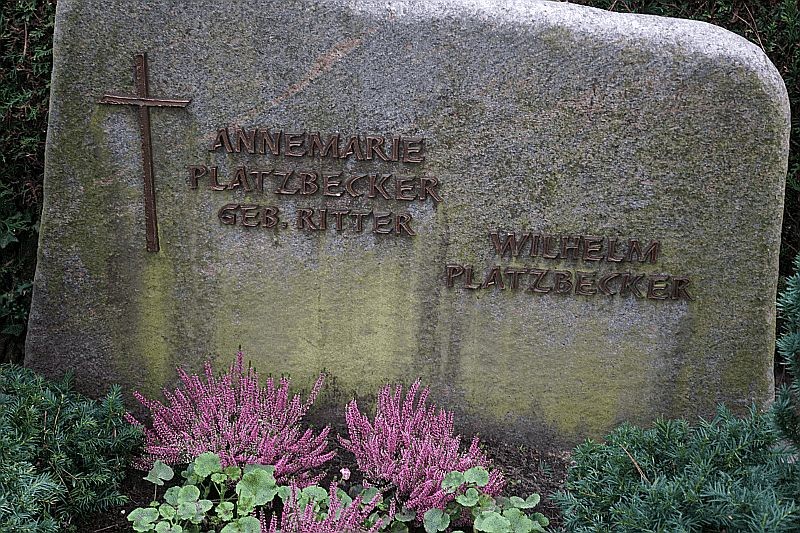 ANNEMARIE
PLATZBECKER
GEB. RITTER
WILHELM
PLATZBECKER